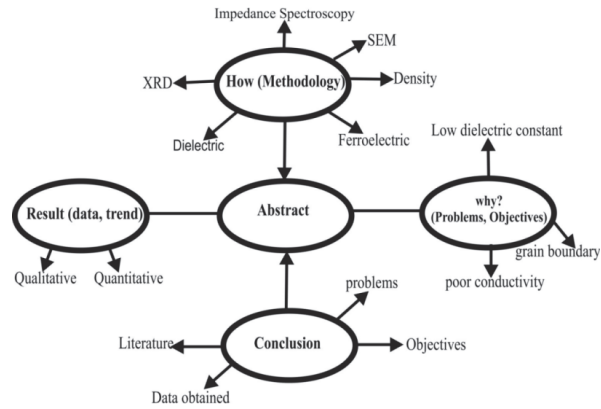 Impedance Spectroscopy
SEM
XRD
How (Methodology)
Density
Dielectric
Ferroelectric
Low dielectric constant
Result (data, trend)
Abstract
why?
(Problems, Objectives)
grain boundary
Qualitative
Quantitative
poor conductivity
problems
Literature
Conclusion
Objectives
Data obtained